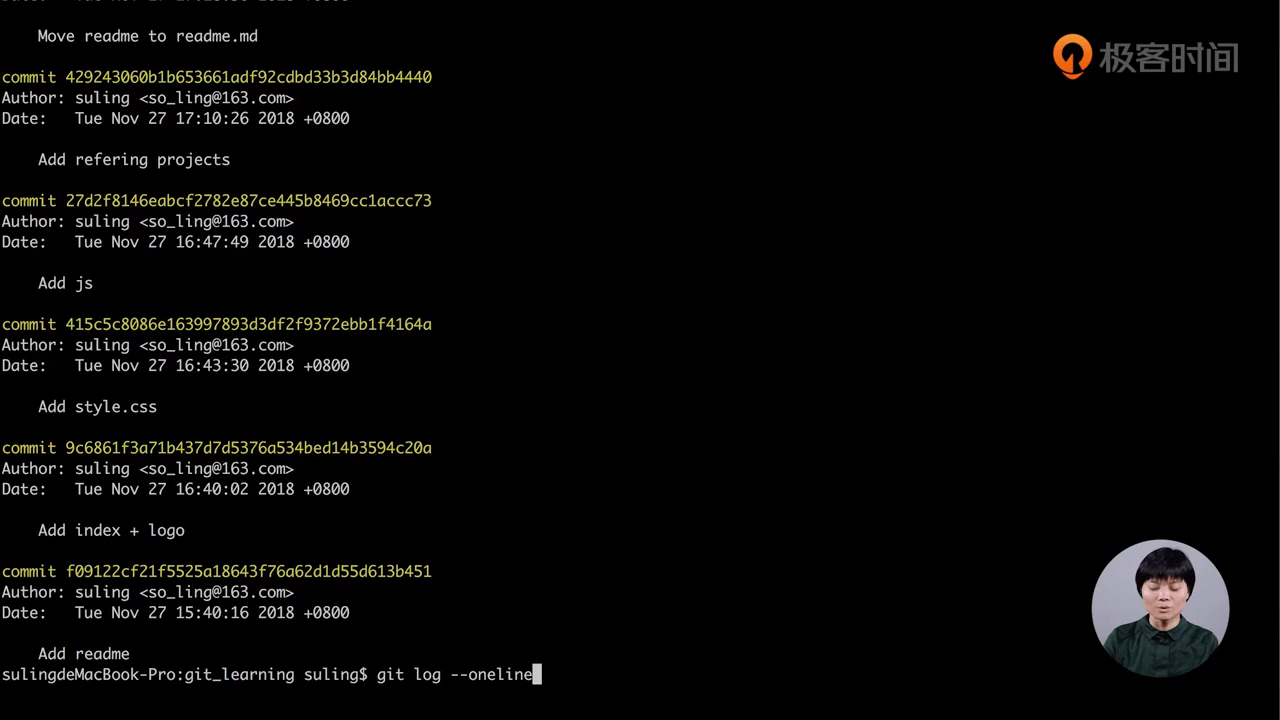 Move readme to readme.md
极客时间
commit 429243060b1b653661adf92cdbd33b3d84bb4440
Author: suling <so_ling@163.com>
Date:   Tue Nov 27 17:10:26 2018 +0800
Add refering projects
commit 27d2f8146eabcf2782e87ce445b8469cc1accc73
Author: suling <so_ling@163.com>
Date:   Tue Nov 27 16:47:49 2018 +0800
Add js
commit 415c5c8086e163997893d3df2f9372ebb1f4164a
Author: suling <so_ling@163.com>
Date:   Tue Nov 27 16:43:30 2018 +0800
Add style.css
commit 9c6861f3a71b437d7d5376a534bed14b3594c20a
Author: suling <so_ling@163.com>
Date:   Tue Nov 27 16:40:02 2018 +0800
Add index + logo
commit f09122cf21f5525a18643f76a62d1d55d613b451
Author: suling <so_ling@163.com>
Date:   Tue Nov 27 15:40:16 2018 +0800
Add readme
sulingdeMacBook-Pro:git_learning suling$ git log --oneline